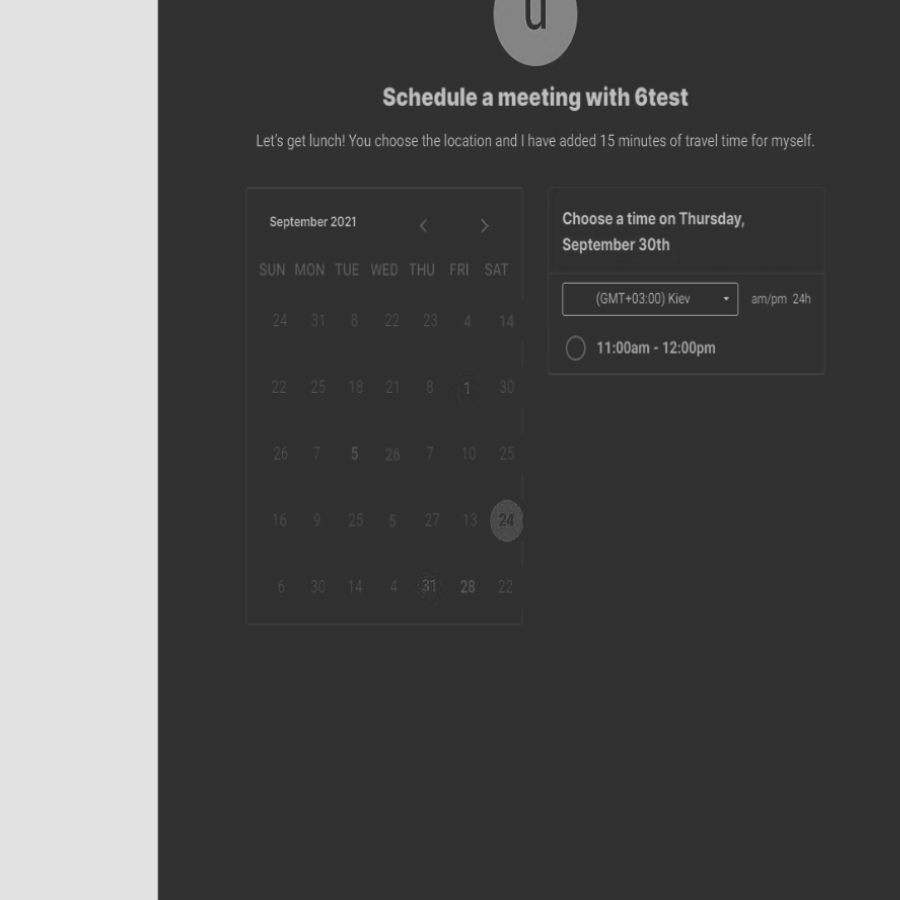 u
Schedule a meeting with 6test
Let's get lunch! You choose the location and I have added 15 minutes of travel time for myself.
September 2021
SUN MON TUE WED THU FRI SAT
24 31 8 22 23 4 14
22 25 18 21 8 1 30
26 7 5 26 7 10 25
16 9 25 5 27 13 24
6 30 14 4 31 28 22
Choose a time on Thursday,
September 30th
(GMT+03:00) Kiev am/pm 24h
11:00am - 12:00pm